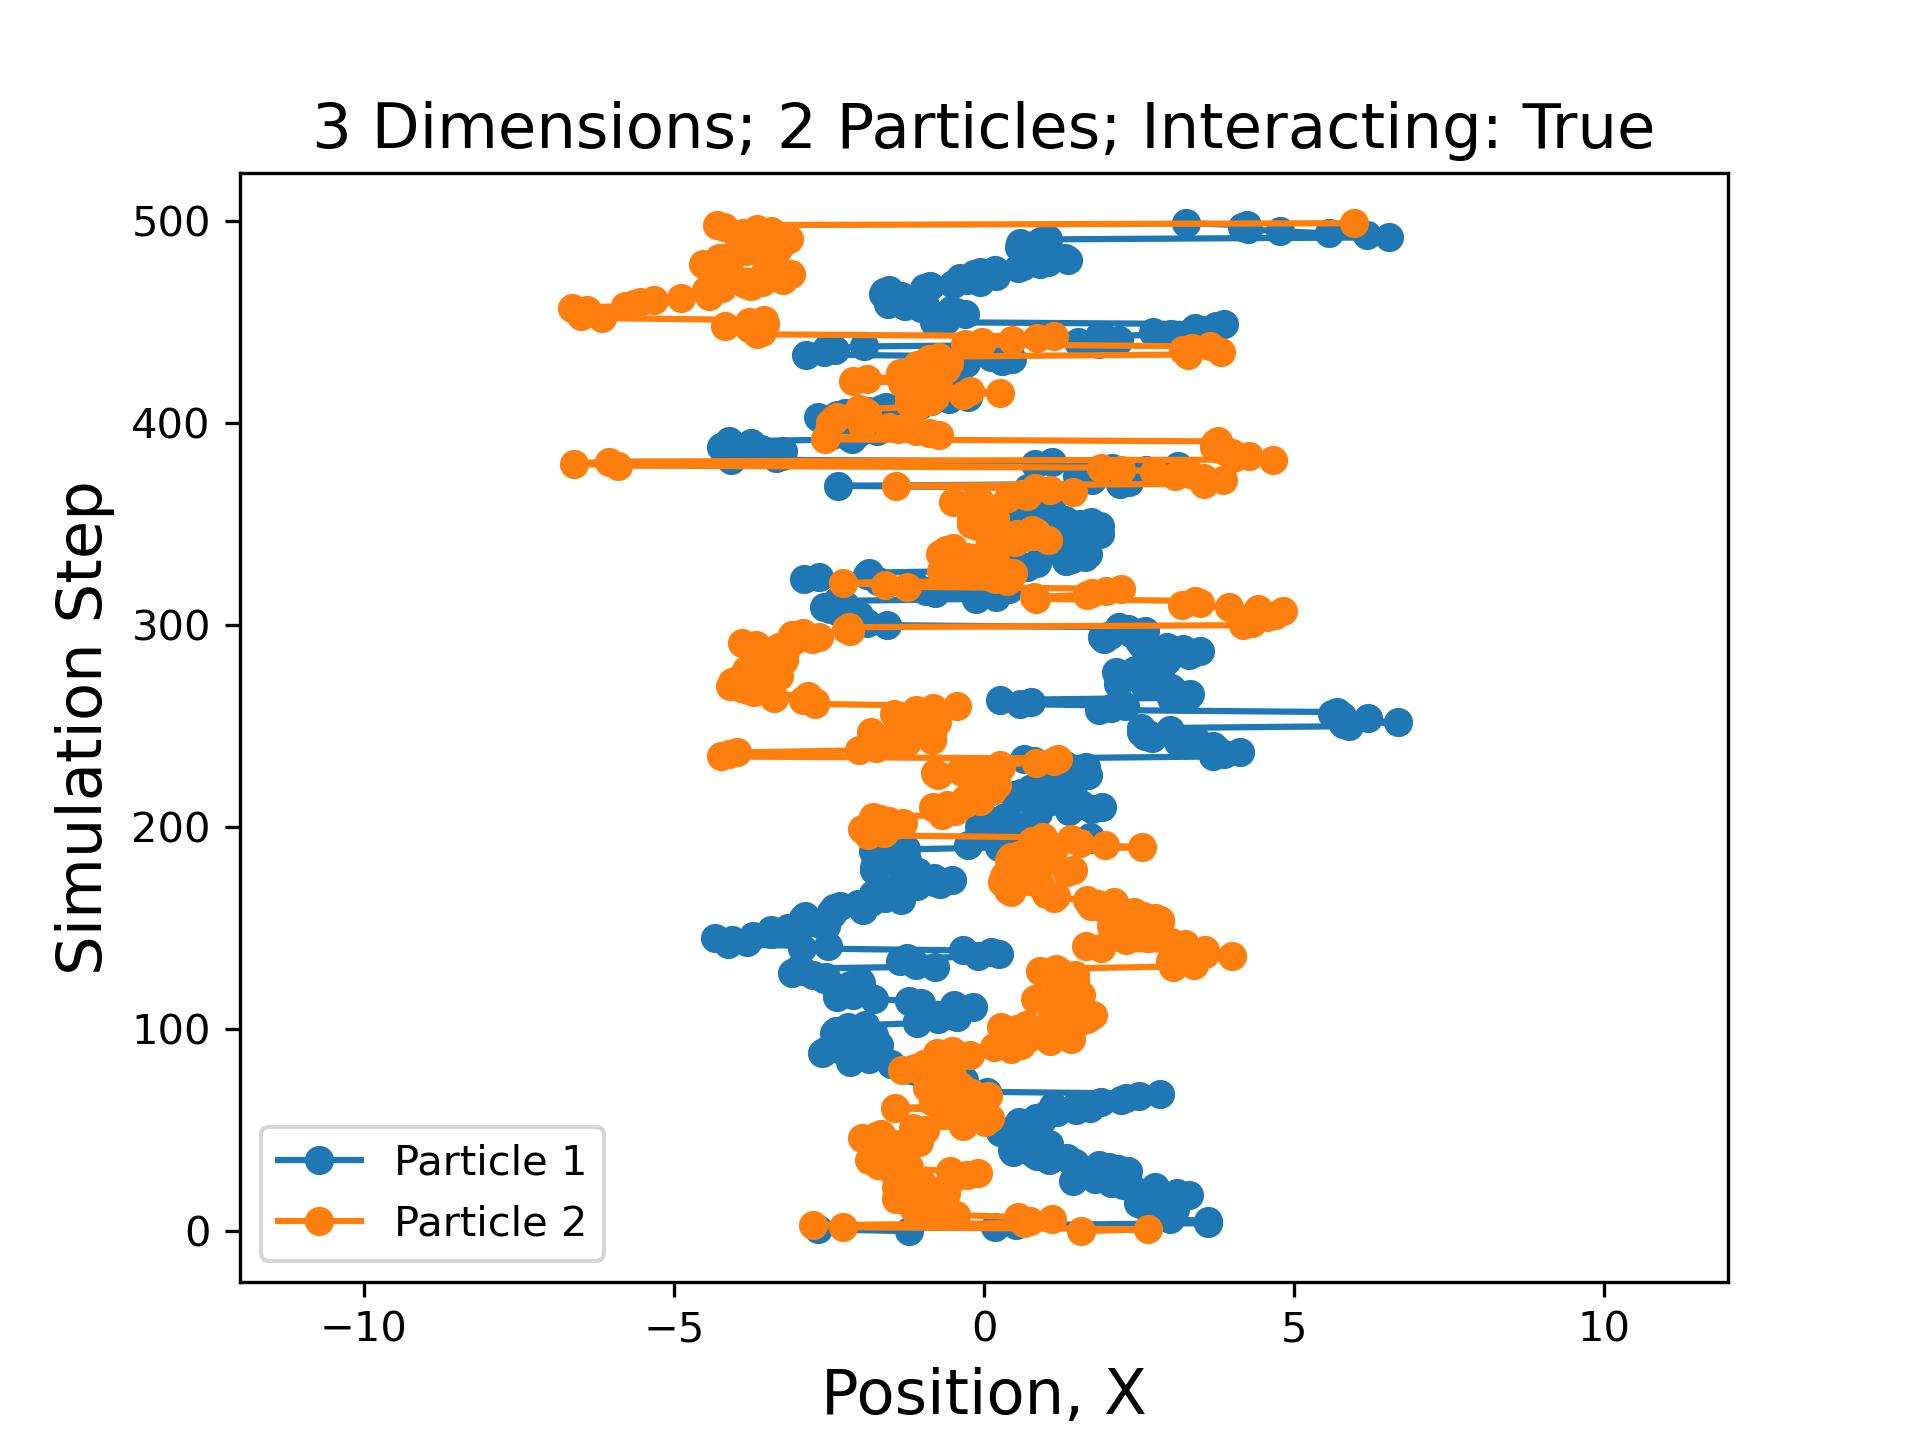 3 Dimensions; 2 Particles; Interacting: True
Simulation Step
500
400
300
200
100
0
Particle 1
Particle 2
−10
−5
0
5
10
Position, X